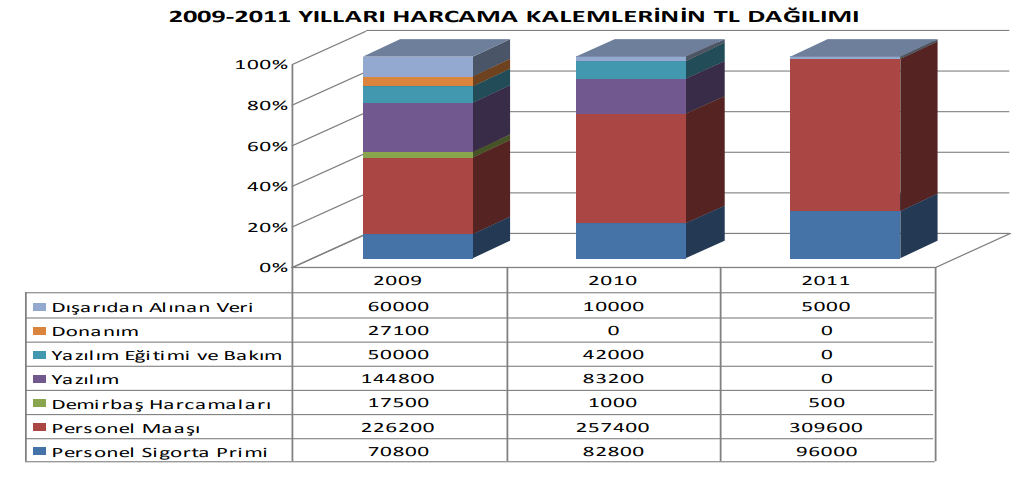 2009-2011 YILLARI HARCAMA KALEMLERİNİN TL DAĞILIMI
100%
80%
60%
40%
20%
0%
2009 2010 2011
Dışarıdan Alınan Veri 60000 10000 5000
Donanım 27100 0 0
Yazılım Eğitimi ve Bakım 50000 42000 0
Yazılım 144800 83200 0
Demirbaş Harcamaları 17500 1000 500
Personel Maaşı 226200 257400 309600
Personel Sigorta Primi 70800 82800 96000